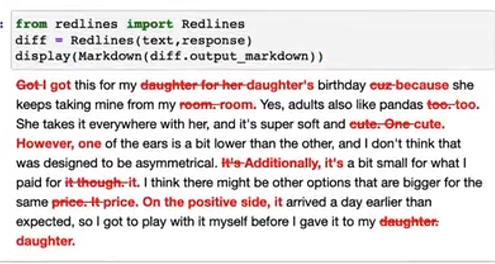 :
from redlines import Redlines
diff = Redlines(text,response)
display(Markdown(diff.output_markdown))
Got I got this for my daughter for her daughter's birthday cuz because she
keeps taking mine from my room. room. Yes, adults also like pandas too. too.
She takes it everywhere with her, and it's super soft and cute. One cute.
However, one of the ears is a bit lower than the other, and I don't think that
was designed to be asymmetrical. It's Additionally, it's a bit small for what I
paid for it though. it. I think there might be other options that are bigger for the
same price. It price. On the positive side, it arrived a day earlier than
expected, so I got to play with it myself before I gave it to my daughter.
daughter.